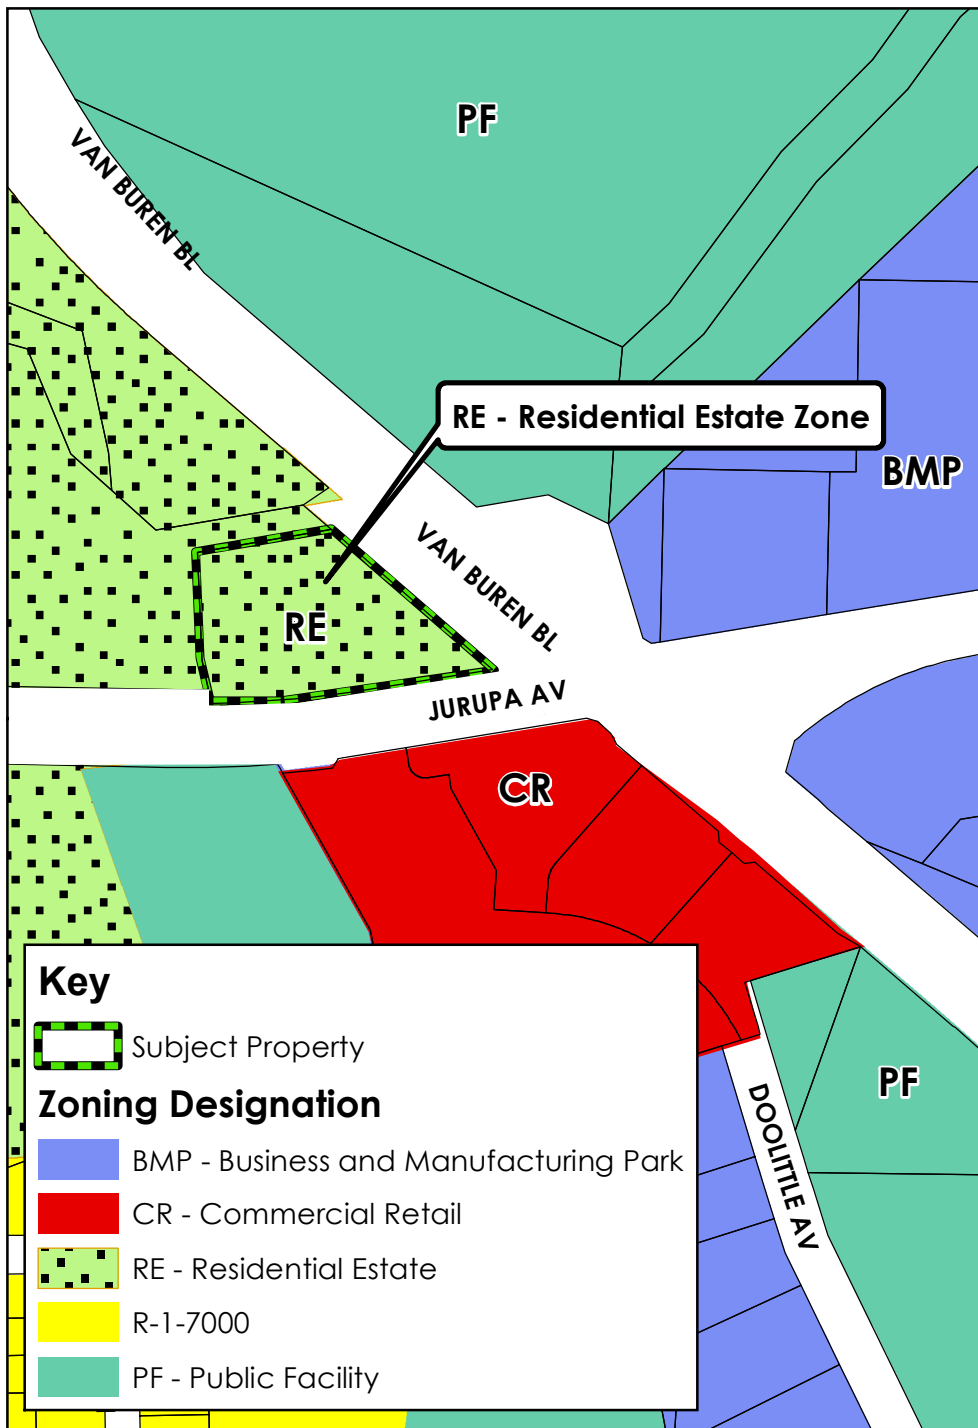 PF
VAN BUREN BL
RE - Residential Estate Zone
BMP
VAN BUREN BL
RE
JURUPA AV
CR
Key
Subject Property
Zoning Designation
BMP - Business and Manufacturing Park
CR - Commercial Retail
RE - Residential Estate
R-1-7000
PF - Public Facility
PF
DOOLITTLE AV